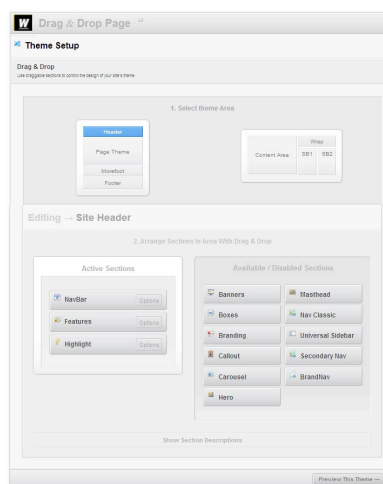 W Drag & Drop Page
Theme Setup
Drag & Drop
Use draggable sections to control the design of your site's theme.
1. Select theme Area
Header
Page Theme
Morefoot
Footer
Wrap
Content Area SB1 SB2
Editing → Site Header
2. Arrange Sections In Area With Drag & Drop
Active Sections
NavBar Options
Features Options
Highlight Options
Available / Disabled Sections
Banners Masthead
Boxes Nav Classic
Branding Universal Sidebar
Callout Secondary Nav
Carousel BrandNav
Hero
Show Section Descriptions
Preview This Theme